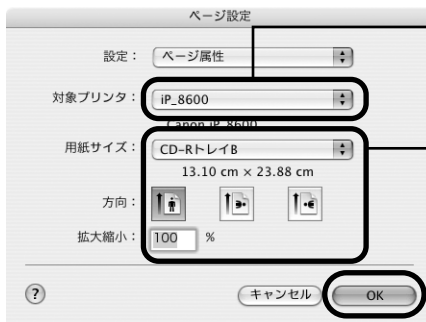 ページ設定
設定： ページ属性
対象プリンタ： iP_8600
Canon iP 8600
用紙サイズ： CD-RトレイB
13.10 cm × 23.88 cm
方向：
拡大縮小： 100 %
? キャンセル OK